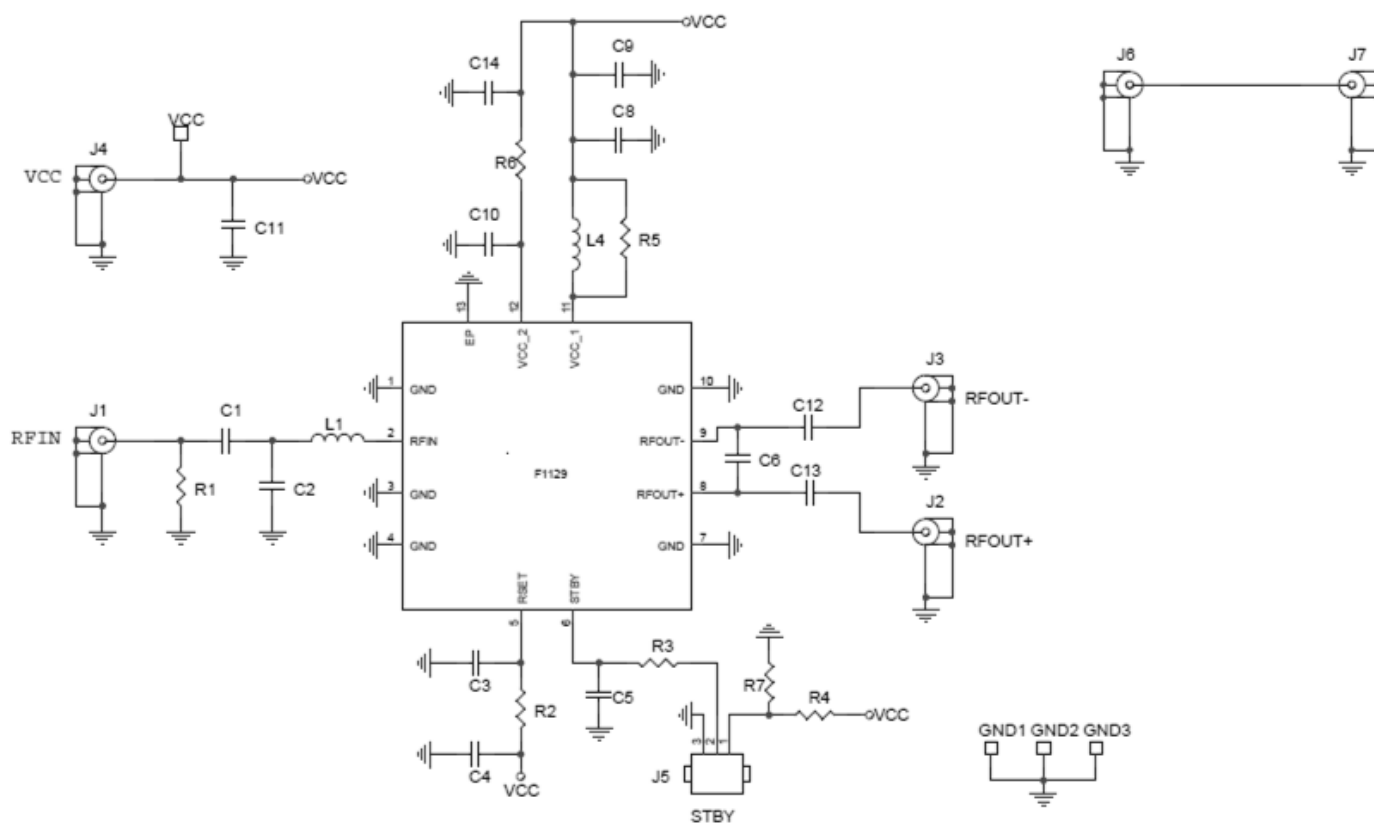 VCC
C9
C14
J6
J7
C8
VCC
J4
R6
VCC
VCC
C10
C11
L4
R5
13
12
11
EP
VCC_2
VCC_1
1
GND
GND
10
J3
RFOUT-
J1
C1
C12
L1
RFIN
2
RFIN
RFOUT-
9
C6
F1129
C13
R1
C2
3
GND
RFOUT+
8
J2
RFOUT+
4
GND
GND
7
RSET
STBY
5
6
R3
C3
R7
C5
R4
R2
VCC
GND1 GND2 GND3
3
2
1
C4
J5
VCC
STBY